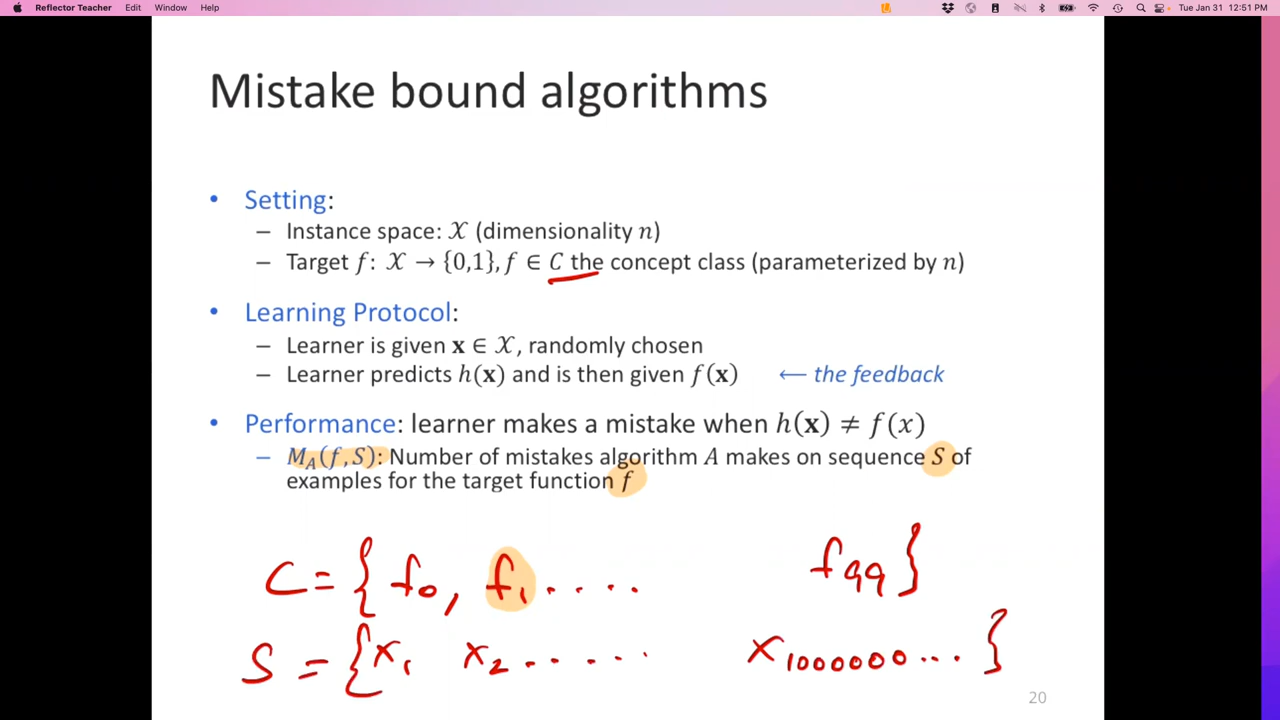 Reflector Teacher Edit Window Help Tue Jan 31 12:51 PM
Mistake bound algorithms
• Setting:
– Instance space: 𝒳 (dimensionality n)
– Target f: 𝒳 → {0,1}, f ∈ C the concept class (parameterized by n)
• Learning Protocol:
– Learner is given x ∈ 𝒳, randomly chosen
– Learner predicts h(x) and is then given f(x) ⟵ the feedback
• Performance: learner makes a mistake when h(x) ≠ f(x)
– M_A(f, S): Number of mistakes algorithm A makes on sequence S of
examples for the target function f
C = { f₀, f₁ .... f₉₉ }
S = { x₁ x₂ ..... x₁₀₀₀₀₀₀... }
20